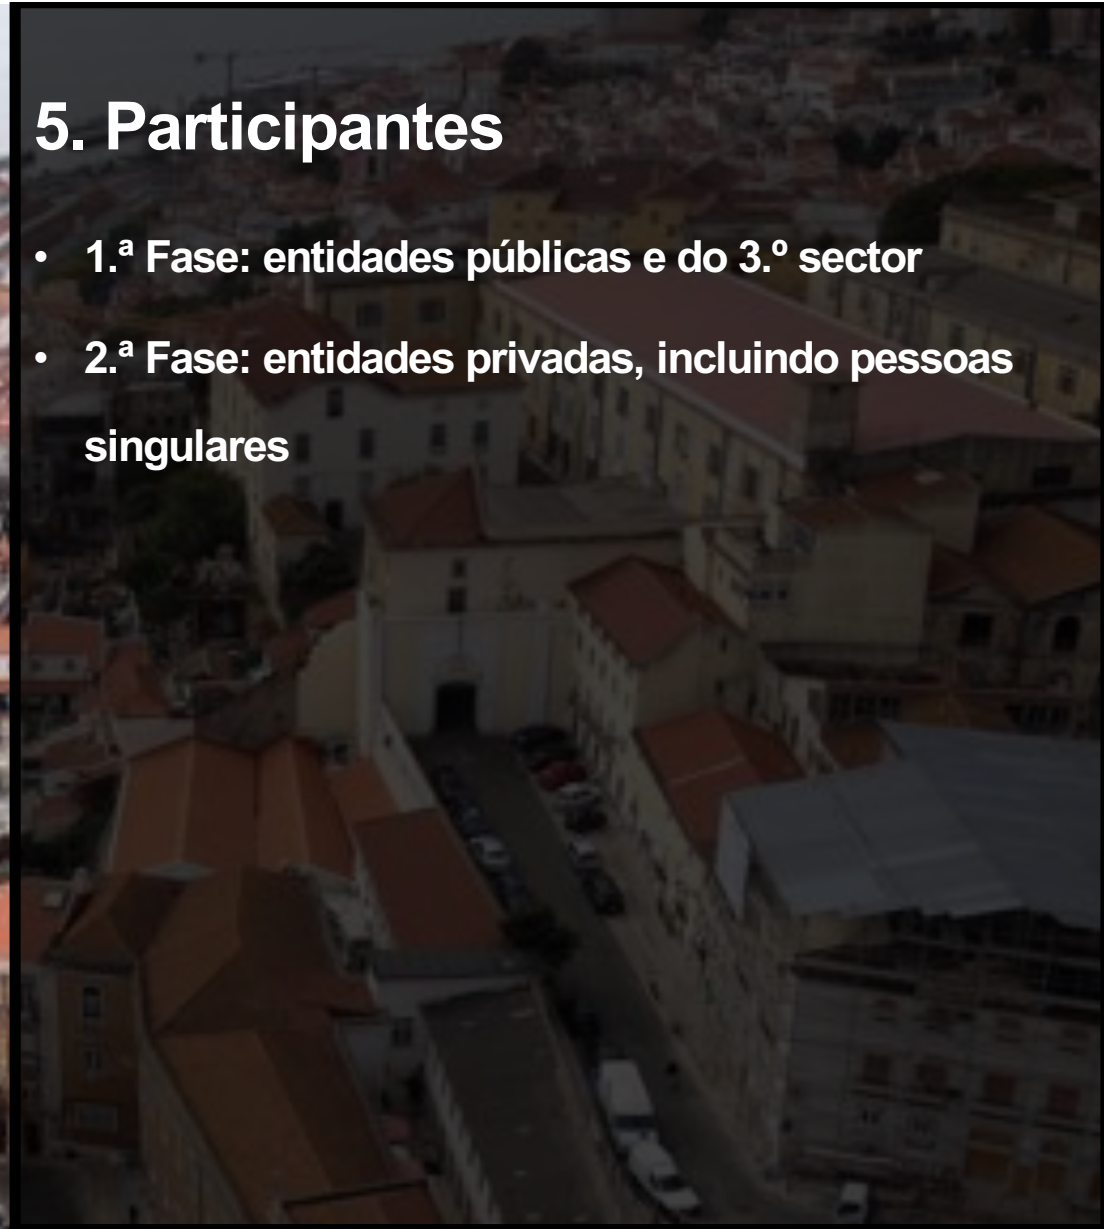 5. Participantes
• 1.ª Fase: entidades públicas e do 3.º sector
• 2.ª Fase: entidades privadas, incluindo pessoas
singulares